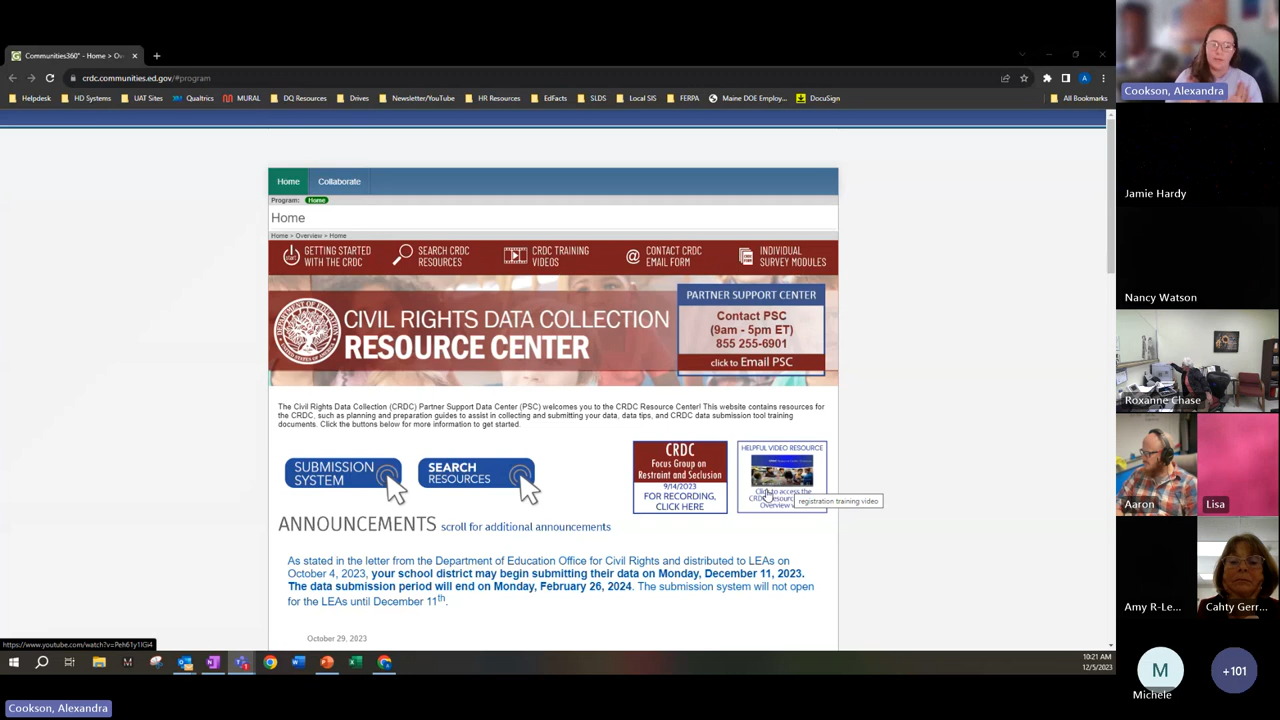 Communities360° - Home > Ov
crdc.communities.ed.gov/#program
Helpdesk
HD Systems
UAT Sites
Qualtrics
MURAL
DQ Resources
Drives
Newsletter/YouTube
HR Resources
EdFacts
SLDS
Local SIS
FERPA
Maine DOE Employ...
DocuSign
All Bookmarks
Home
Collaborate
Program: Home
Home
Home > Overview > Home
GETTING STARTED
WITH THE CRDC
SEARCH CRDC
RESOURCES
CRDC TRAINING
VIDEOS
CONTACT CRDC
EMAIL FORM
INDIVIDUAL
SURVEY MODULES
CIVIL RIGHTS DATA COLLECTION
RESOURCE CENTER
PARTNER SUPPORT CENTER
Contact PSC
(9am - 5pm ET)
855 255-6901
click to Email PSC
The Civil Rights Data Collection (CRDC) Partner Support Data Center (PSC) welcomes you to the CRDC Resource Center! This website contains resources for
the CRDC, such as planning and preparation guides to assist in collecting and submitting your data, data tips, and CRDC data submission tool training
documents. Click the buttons below for more information to get started.
SUBMISSION
SYSTEM
SEARCH
RESOURCES
CRDC
Focus Group on
Restraint and Seclusion
9/14/2023
FOR RECORDING,
CLICK HERE
HELPFUL VIDEO RESOURCE
to access the
Overview
registration training video
ANNOUNCEMENTS scroll for additional announcements
As stated in the letter from the Department of Education Office for Civil Rights and distributed to LEAs on
October 4, 2023, your school district may begin submitting their data on Monday, December 11, 2023.
The data submission period will end on Monday, February 26, 2024. The submission system will not open
for the LEAs until December 11th.
October 29, 2023
https://www.youtube.com/watch?v=Peh61y1IGi4
10:21 AM
12/5/2023
Cookson, Alexandra
Cookson, Alexandra
Jamie Hardy
Nancy Watson
Roxanne Chase
Aaron
Lisa
Amy R-Le...
Cahty Gerr...
M
Michele
+101